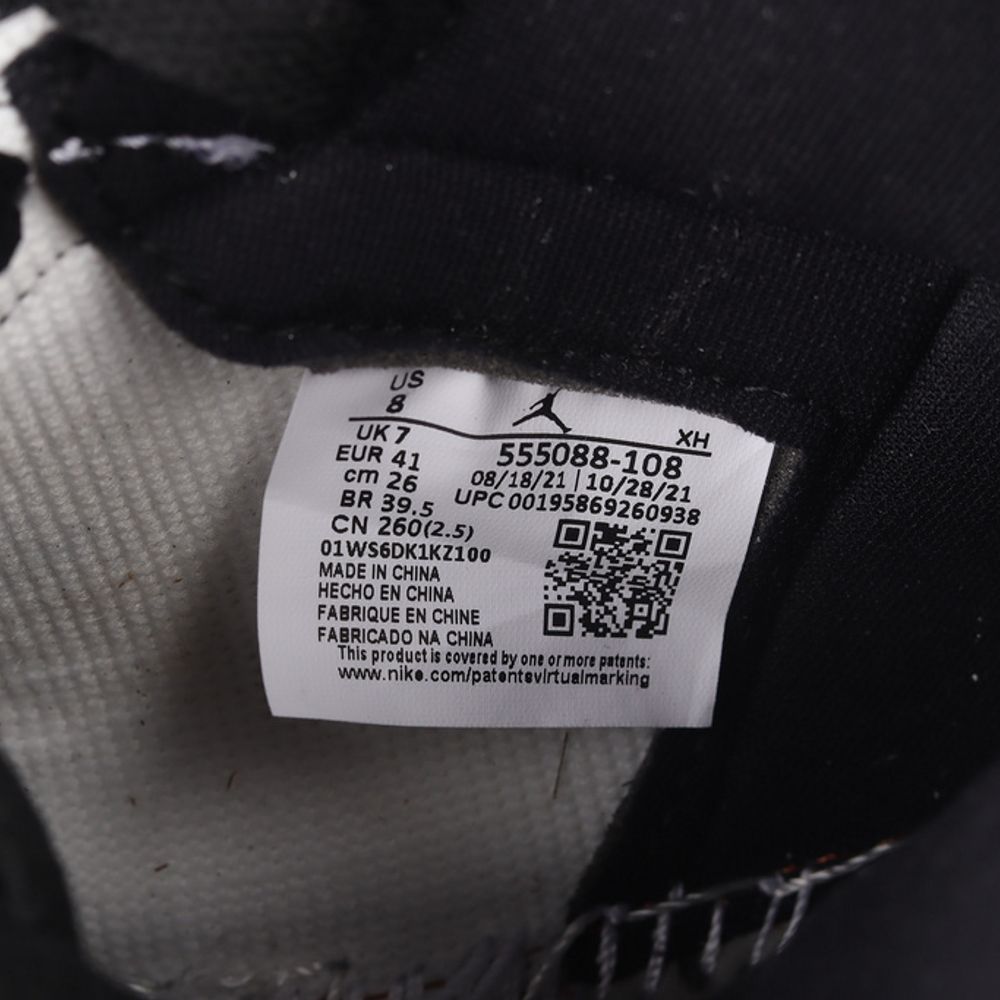 US
8
XH
UK 7
555088-108
EUR 41
08/18/21 | 10/28/21
cm 26
UPC 00195869260938
BR 39.5
CN 260(2.5)
01WS6DK1KZ100
MADE IN CHINA
HECHO EN CHINA
FABRIQUE EN CHINE
FABRICADO NA CHINA
This product is covered by one or more patents:
www.nike.com/patentsvirtualmarking